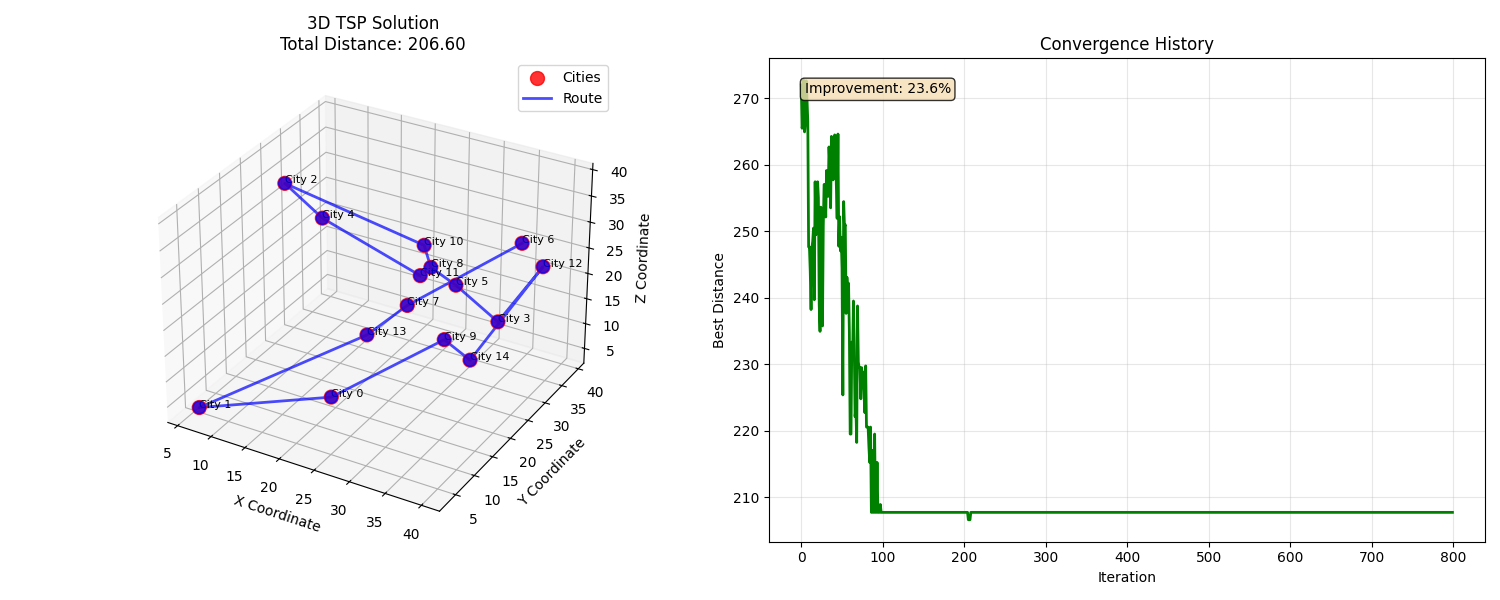 3D TSP Solution
Total Distance: 206.60
Cities
Route
City 2
City 4
City 10
City 6
City 8
City 11
City 12
City 5
City 7
City 3
City 13
City 9
City 14
City 0
City 1
40
35
30
25
20
15
10
5
Z Coordinate
5
10
15
20
25
30
35
40
X Coordinate
5
10
15
20
25
30
35
40
Y Coordinate
Convergence History
Improvement: 23.6%
270
260
250
240
230
220
210
Best Distance
0
100
200
300
400
500
600
700
800
Iteration